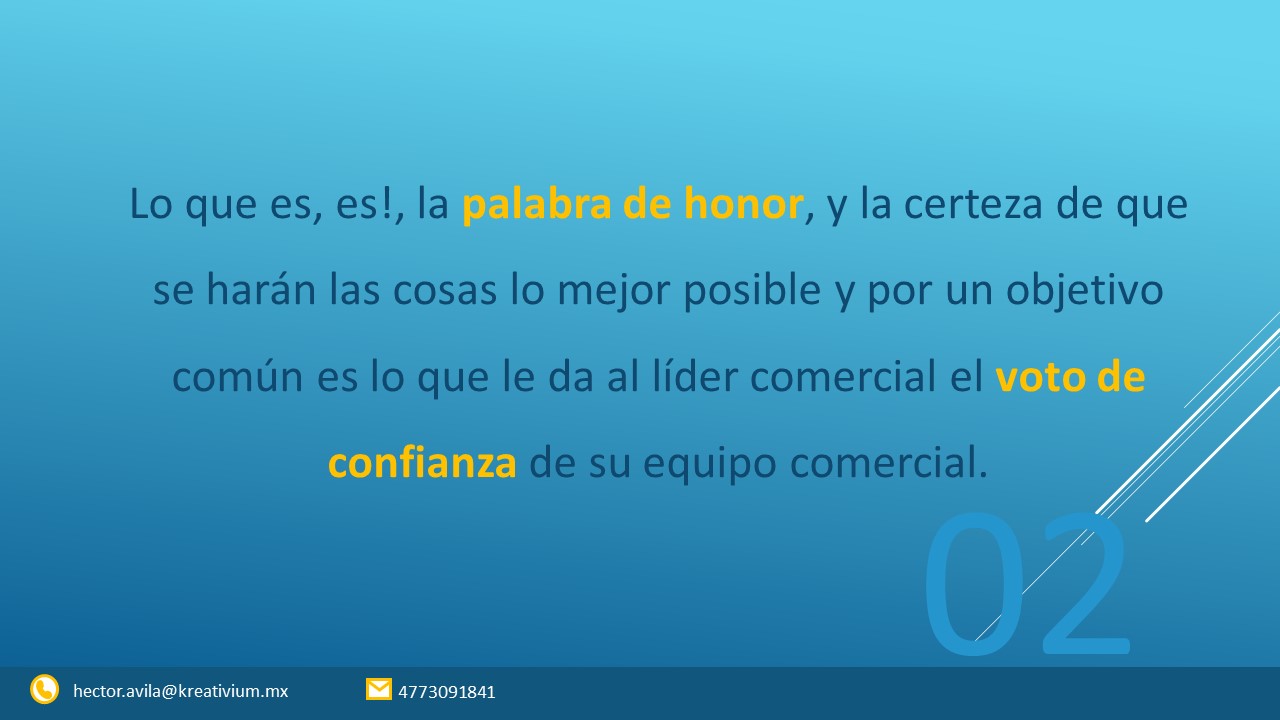 Lo que es, es!, la palabra de honor, y la certeza de que
se harán las cosas lo mejor posible y por un objetivo
común es lo que le da al líder comercial el voto de
confianza de su equipo comercial.
02
hector.avila@kreativium.mx
4773091841